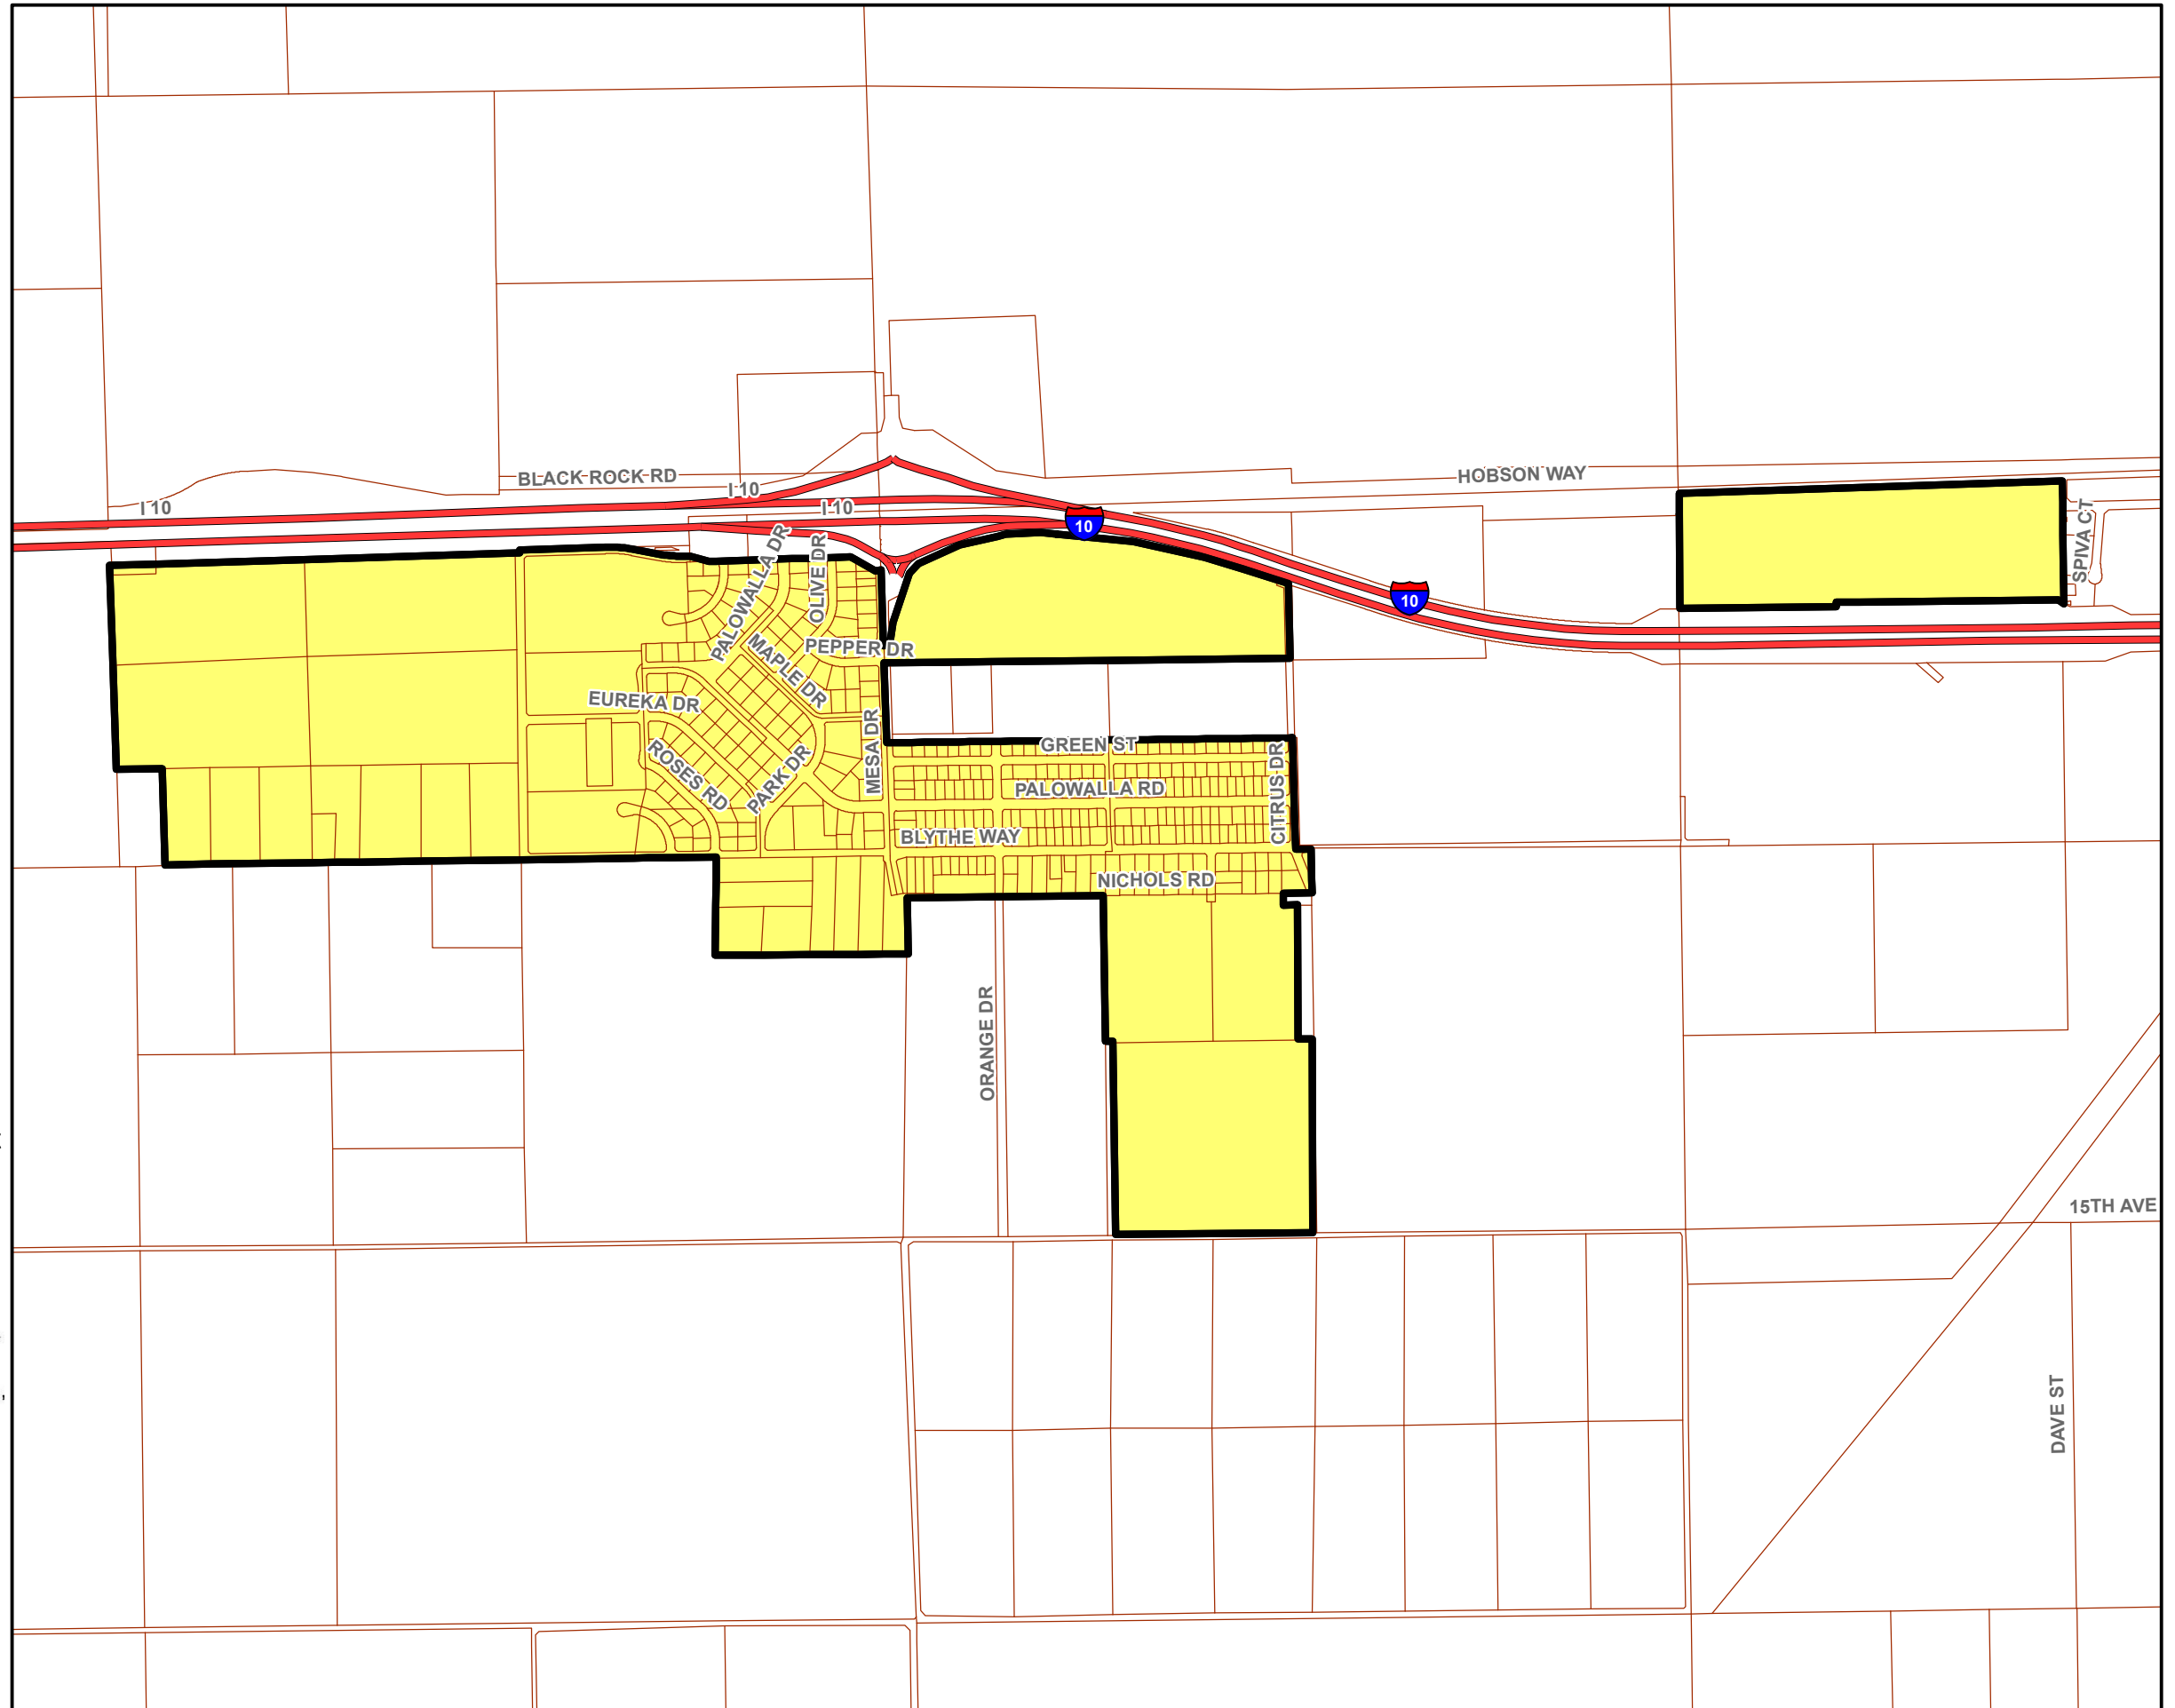 BLACK ROCK RD
HOBSON WAY
I 10
I 10
I 10
10
10
SPIVA CT
PALOWALLA DR
OLIVE DR
PEPPER DR
MAPLE DR
EUREKA DR
MESA DR
ROSES RD
PARK DR
GREEN ST
PALOWALLA RD
CITRUS DR
BLYTHE WAY
NICHOLS RD
ORANGE DR
15TH AVE
DAVE ST